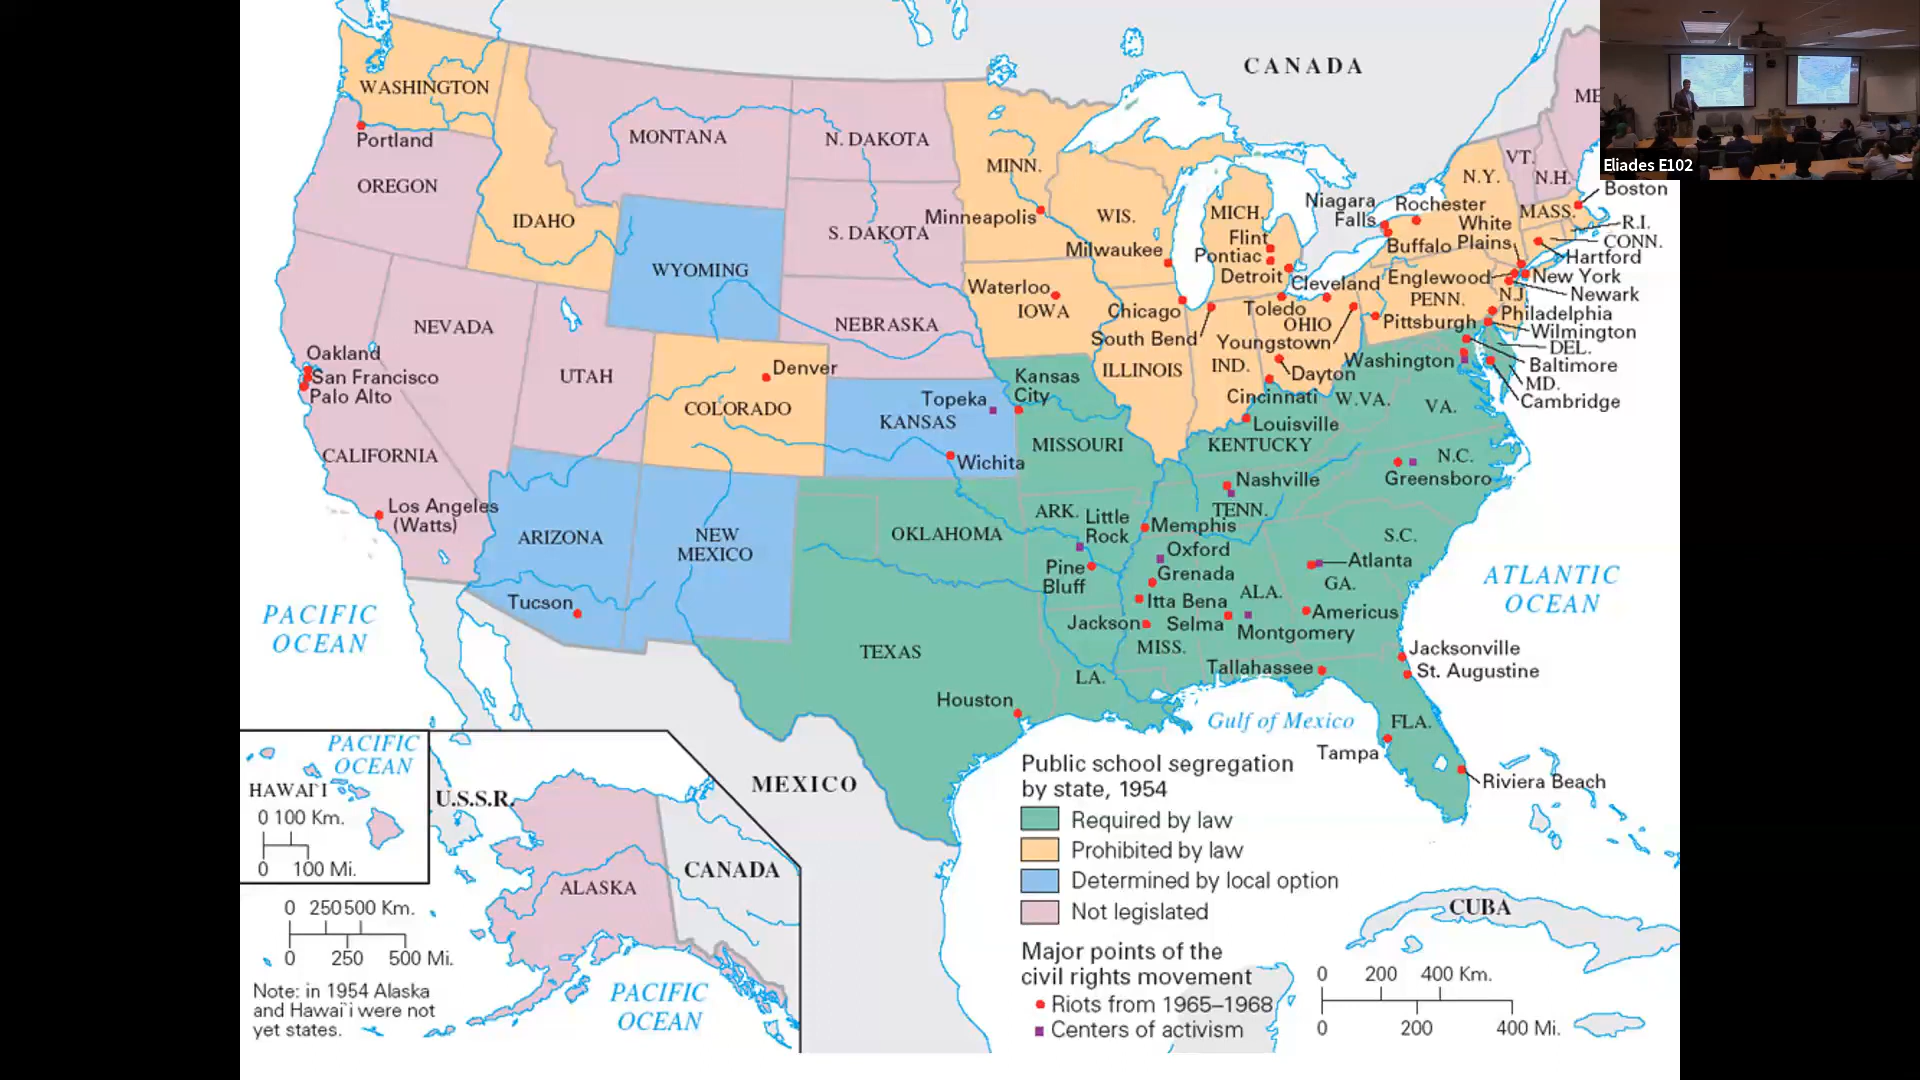 CANADA
WASHINGTON
Portland
OREGON
MONTANA
N. DAKOTA
MINN.
IDAHO
S. DAKOTA
Minneapolis
WIS.
MICH.
WYOMING
Milwaukee
Flint
Pontiac
Detroit
Niagara
Falls
Rochester
Buffalo
White
Plains
N.Y.
VT.
N.H.
ME
MASS.
Eliades E102
Boston
R.I.
CONN.
Hartford
Englewood
New York
Newark
N.J.
PENN.
Philadelphia
Wilmington
DEL.
Baltimore
MD.
Cambridge
Cleveland
Toledo
OHIO
Pittsburgh
Youngstown
Washington
Waterloo
IOWA
Chicago
South Bend
ILLINOIS
IND.
Dayton
Cincinnati
W.VA.
VA.
NEVADA
NEBRASKA
Oakland
San Francisco
Palo Alto
UTAH
Denver
COLORADO
Topeka
KANSAS
Wichita
Kansas
City
MISSOURI
Louisville
KENTUCKY
CALIFORNIA
Los Angeles
(Watts)
ARIZONA
NEW
MEXICO
OKLAHOMA
ARK.
Little
Rock
Nashville
TENN.
Memphis
N.C.
Greensboro
S.C.
Oxford
Grenada
Pine
Bluff
Itta Bena
ALA.
Atlanta
GA.
Americus
Jackson
Selma
Montgomery
MISS.
Tucson
TEXAS
LA.
Tallahassee
Jacksonville
St. Augustine
Houston
FLA.
Tampa
Riviera Beach
PACIFIC
OCEAN
ATLANTIC
OCEAN
Gulf of Mexico
MEXICO
CUBA
PACIFIC
OCEAN
HAWAI'I
0 100 Km.
0 100 Mi.
U.S.S.R.
ALASKA
CANADA
0 250 500 Km.
0 250 500 Mi.
Note: in 1954 Alaska
and Hawai'i were not
yet states.
PACIFIC
OCEAN
Public school segregation
by state, 1954
Required by law
Prohibited by law
Determined by local option
Not legislated
Major points of the
civil rights movement
Riots from 1965–1968
Centers of activism
0 200 400 Km.
0 200 400 Mi.